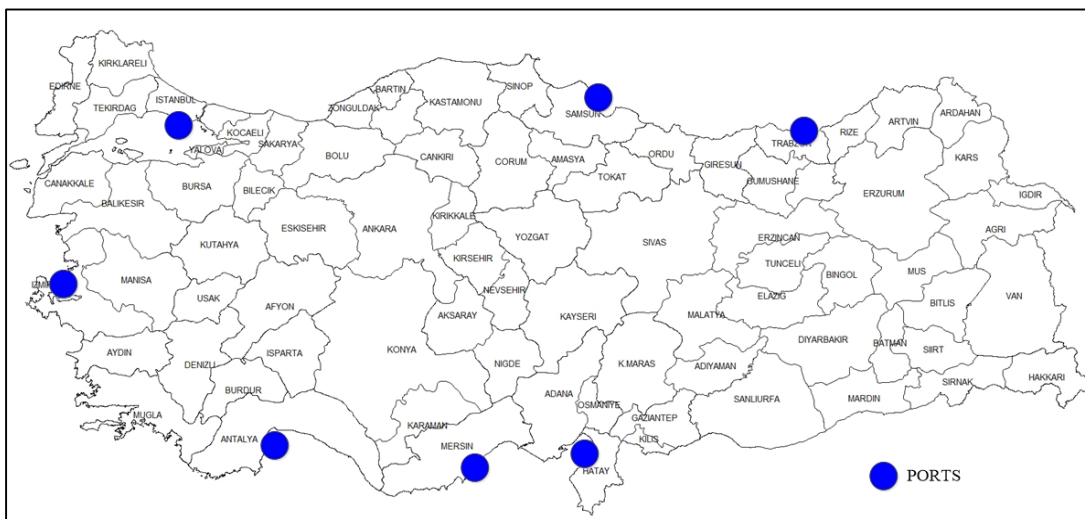 KIRKLARELI
EDIRNE
TEKIRDAG
ISTANBUL
KOCAELI
YALOVA
SAKARYA
ZONGULDAK
BARTIN
KASTAMONU
SINOP
SAMSUN
ORDU
GIRESUN
TRABZON
RIZE
ARTVIN
ARDAHAN
KARS
IGDIR
CANAKKALE
BALIKESIR
BURSA
BILECIK
BOLU
CANKIRI
CORUM
AMASYA
TOKAT
GUMUSHANE
ERZURUM
AGRI
KUTAHYA
ESKISEHIR
ANKARA
KIRIKKALE
YOZGAT
SIVAS
ERZINCAN
TUNCELI
BINGOL
MUS
IZMIR
MANISA
USAK
AFYON
KIRSEHIR
NEVSEHIR
AKSARAY
KAYSERI
MALATYA
ELAZIG
BITLIS
VAN
AYDIN
DENIZLI
ISPARTA
BURDUR
KONYA
NIGDE
K.MARAS
ADIYAMAN
DIYARBAKIR
BATMAN
SIIRT
SIRNAK
HAKKARI
MUGLA
ANTALYA
KARAMAN
MERSIN
ADANA
OSMANIYE
GAZIANTEP
KILIS
HATAY
SANLIURFA
MARDIN
PORTS